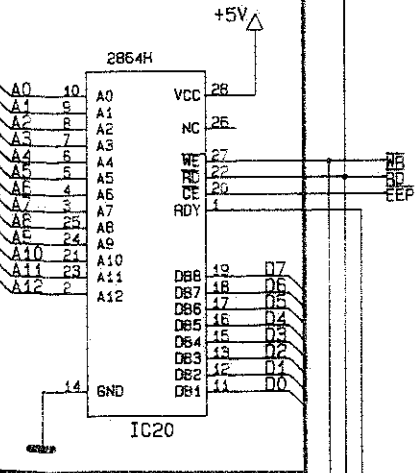 +5V
2864H
A0 10 A0 VCC 28
A1 9 A1
A2 8 A2 NC 26
A3 7 A3
A4 6 A4 WE 27 WR
A5 5 A5 RD 22 RD
A6 4 A6 CE 20 EEP
A7 3 A7 RDY 1
A8 25 A8
A9 24 A9
A10 21 A10
A11 23 A11 DB8 19 D7
A12 2 A12 DB7 18 D6
DB6 17 D5
DB5 16 D4
DB4 15 D3
DB3 13 D2
DB2 12 D1
14 GND DB1 11 D0
IC20